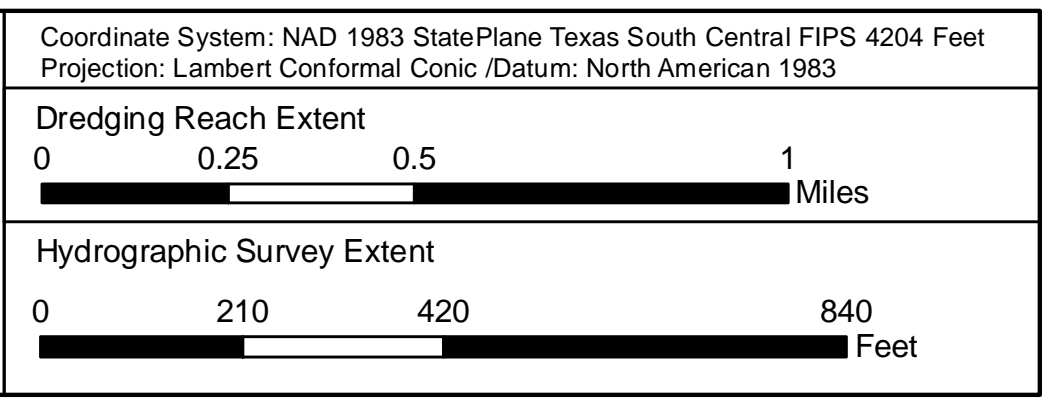 Coordinate System: NAD 1983 StatePlane Texas South Central FIPS 4204 Feet
Projection: Lambert Conformal Conic /Datum: North American 1983
Dredging Reach Extent
0 0.25 0.5 1
Miles
Hydrographic Survey Extent
0 210 420 840
Feet